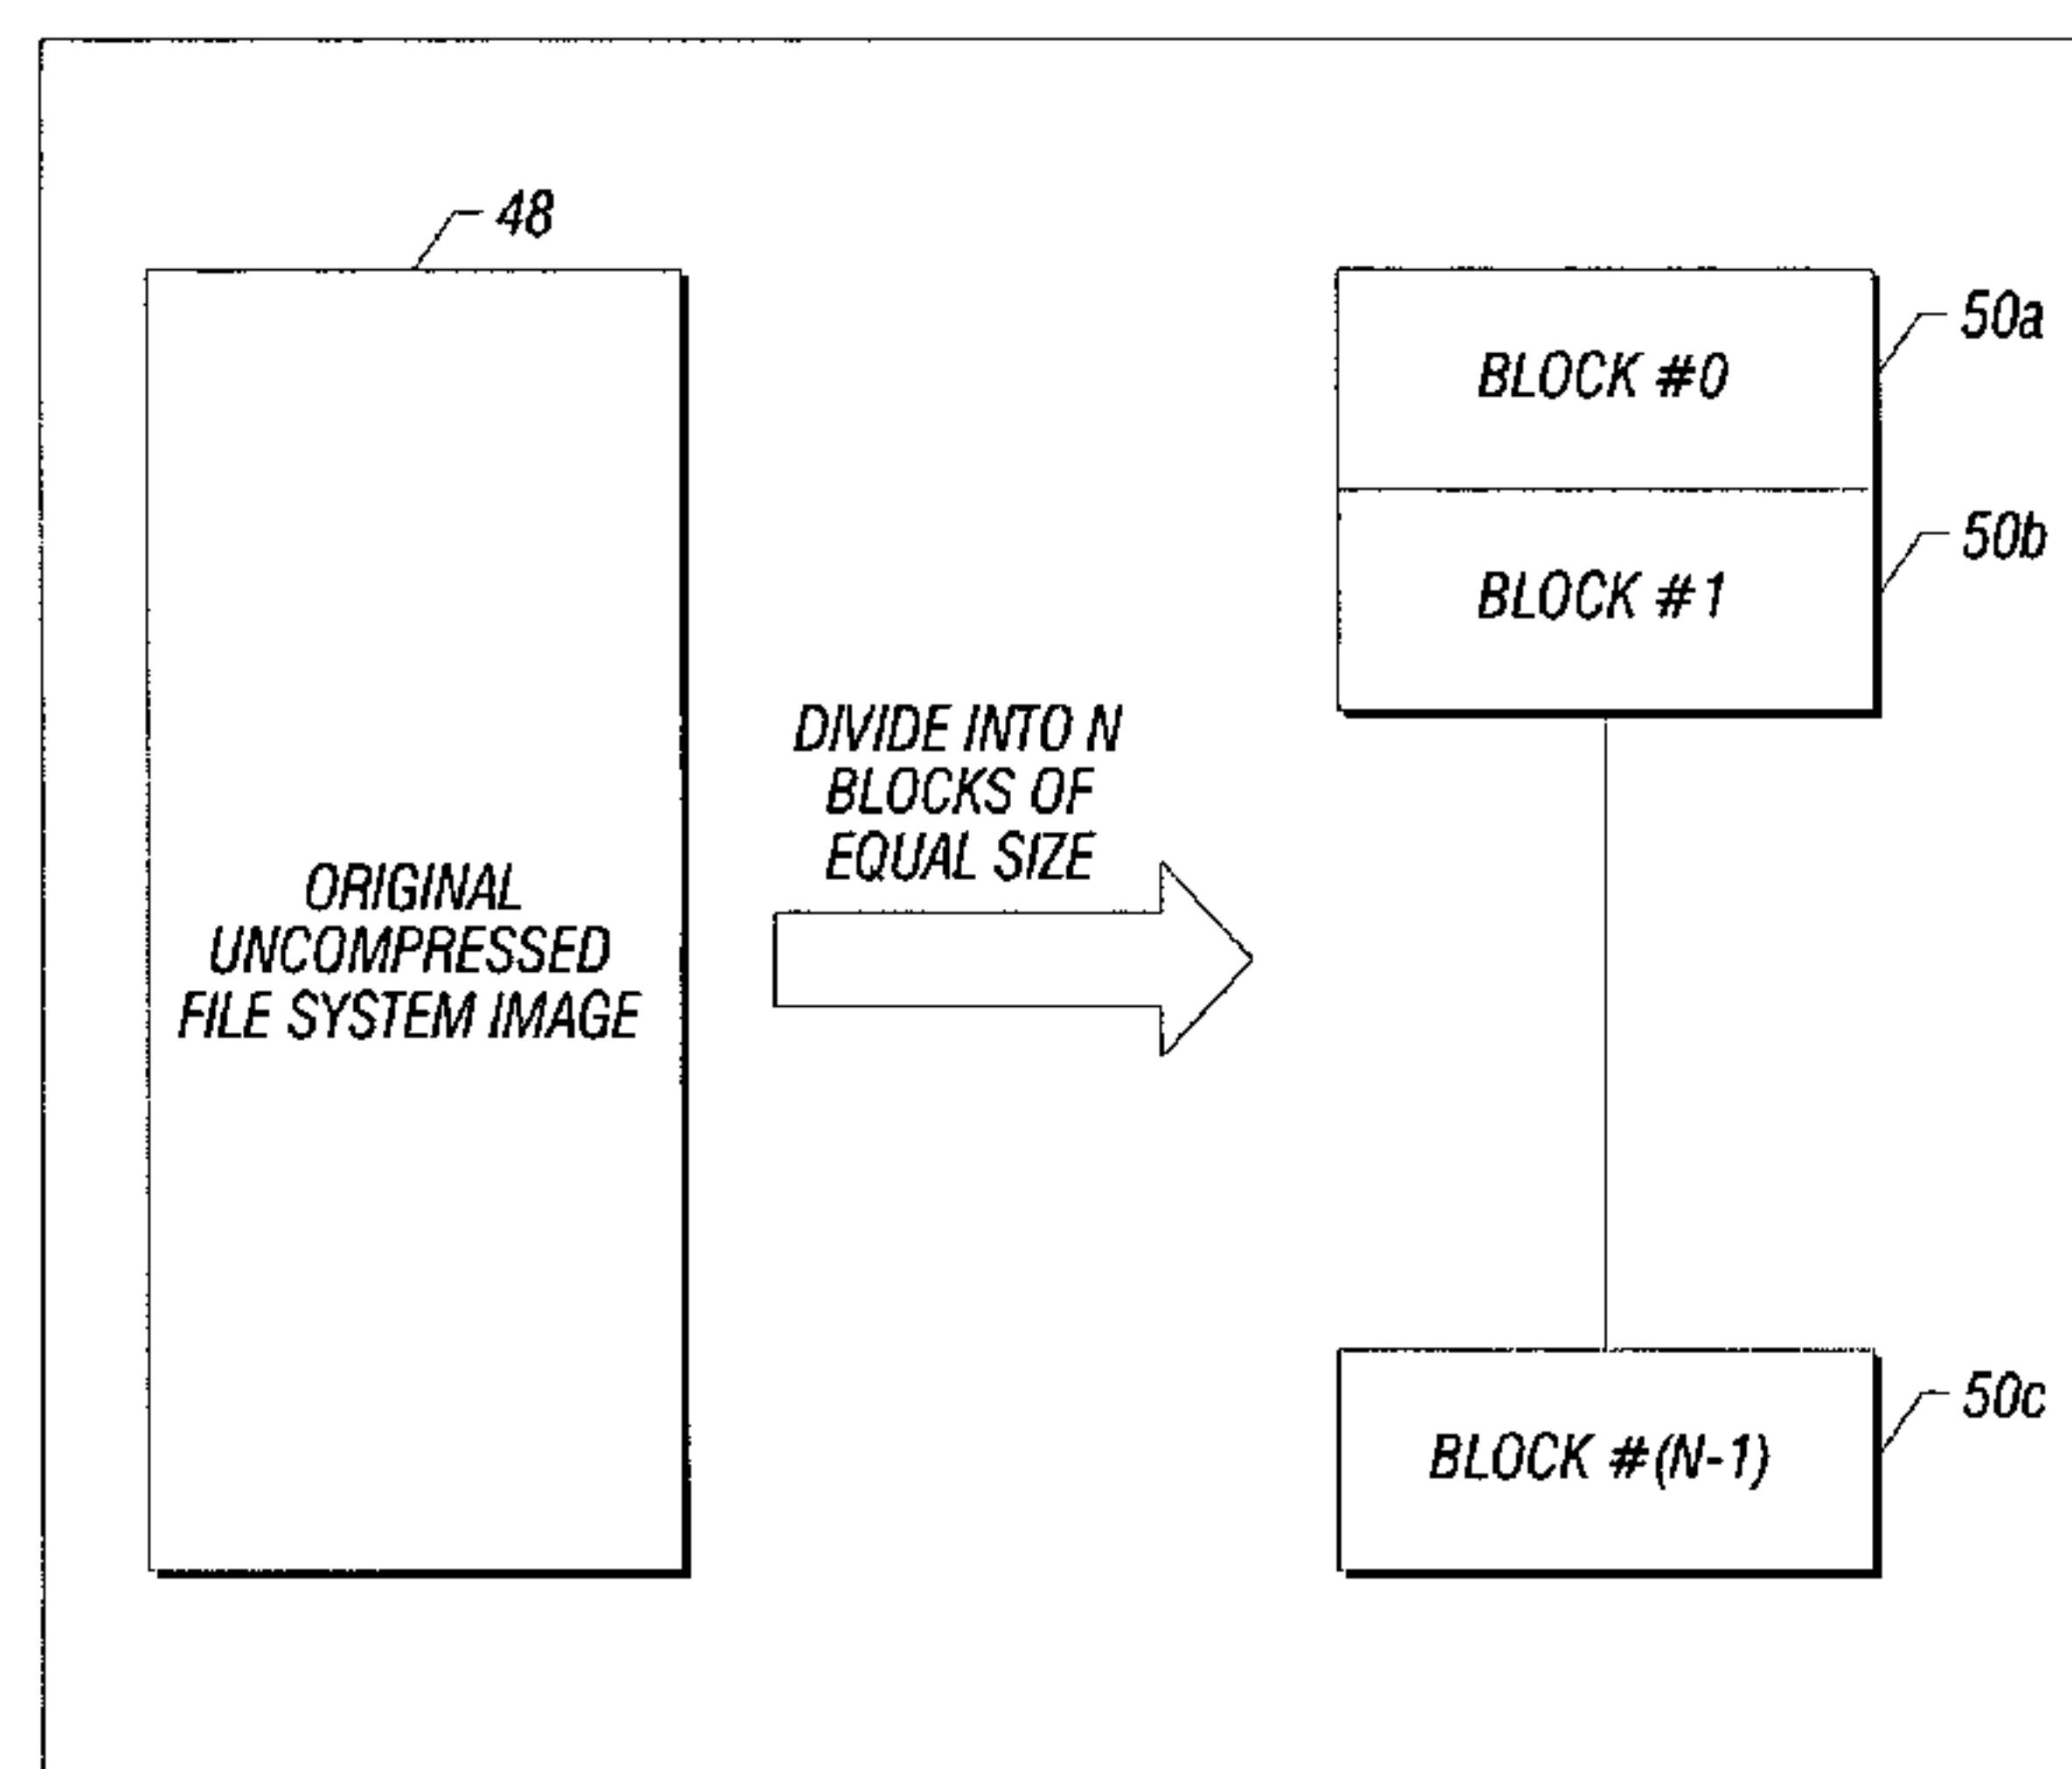 48
ORIGINAL
UNCOMPRESSED
FILE SYSTEM IMAGE
DIVIDE INTO N
BLOCKS OF
EQUAL SIZE
BLOCK #0
50a
BLOCK #1
50b
BLOCK #(N-1)
50c